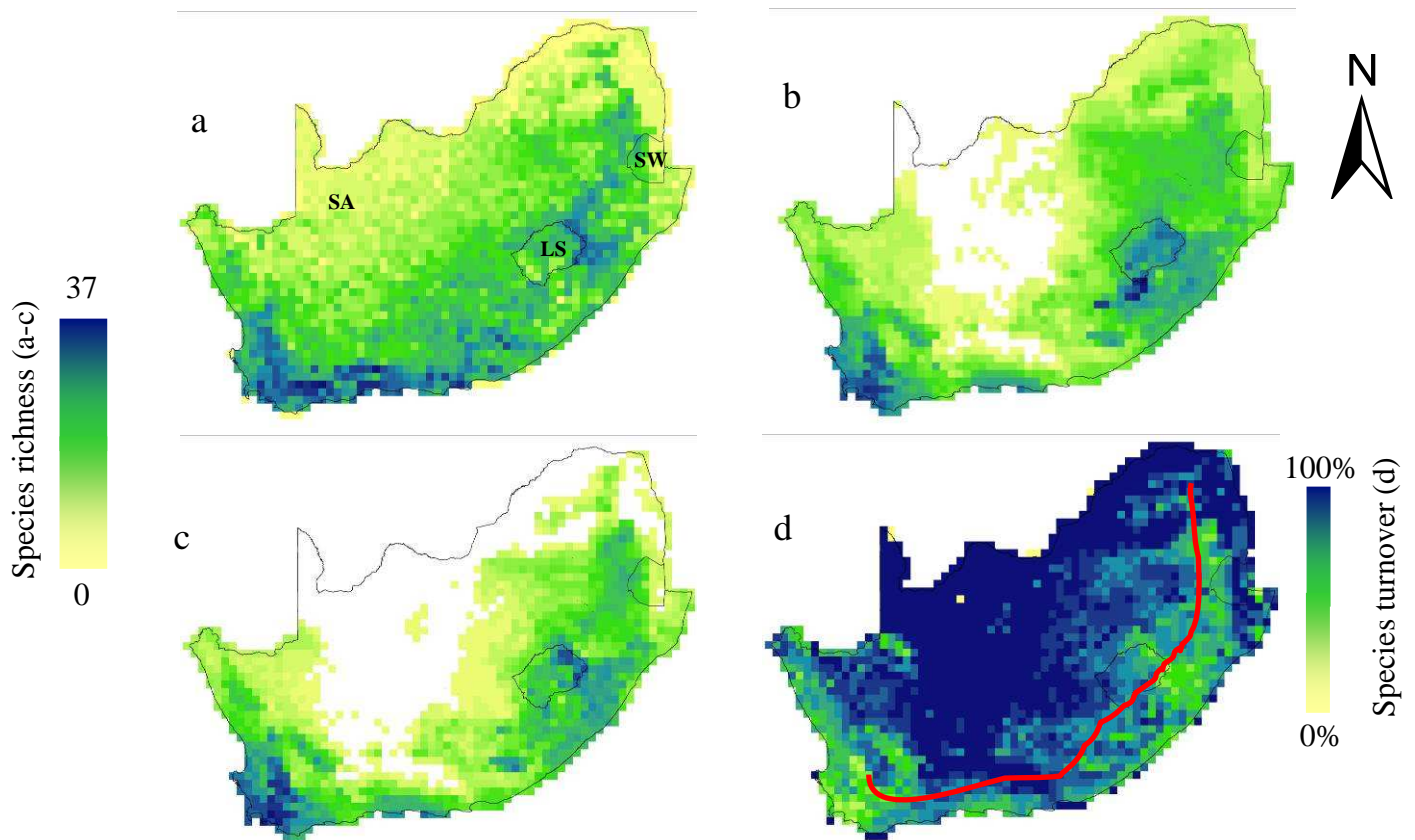 a
SA
LS
SW
b
N
Species richness (a-c)
37
0
c
d
100%
0%
Species turnover (d)